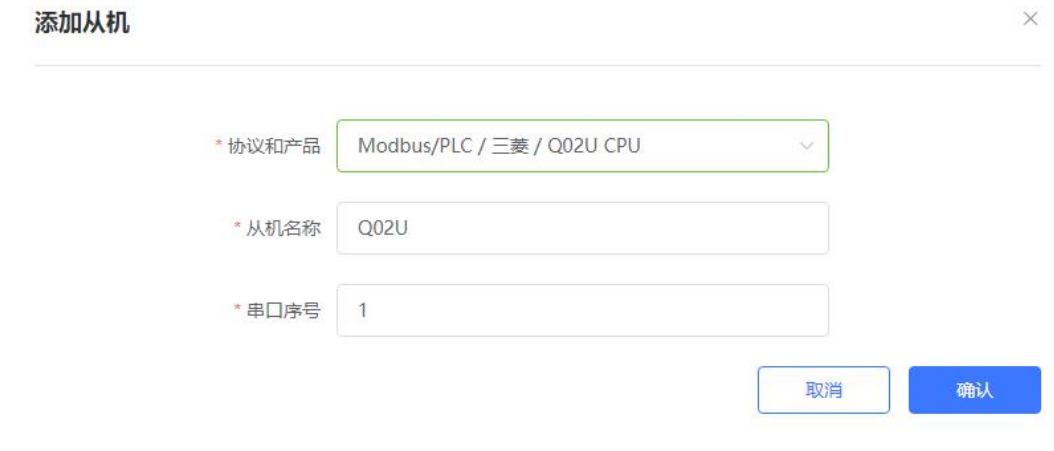 添加从机
* 协议和产品 Modbus/PLC / 三菱 / Q02U CPU
* 从机名称 Q02U
* 串口序号 1
取消 确认